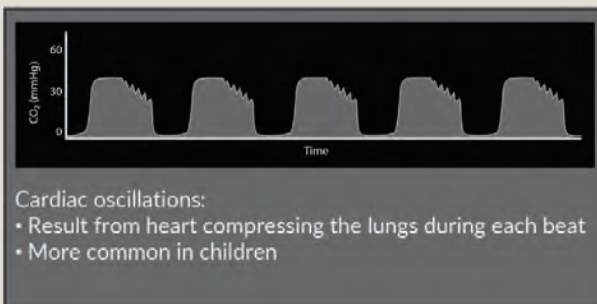 60
30
0
CO₂ (mmHg)
Time
Cardiac oscillations:
• Result from heart compressing the lungs during each beat
• More common in children